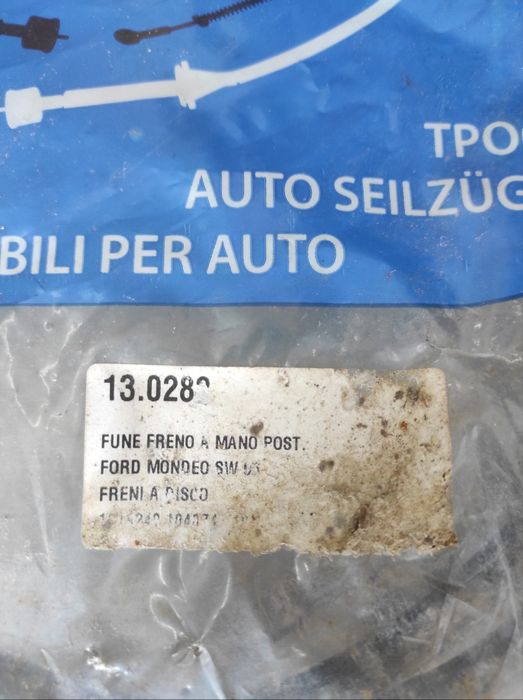 ТРО
AUTO SEILZÜG
BILI PER AUTO
13.028
FUNE FRENO A MANO POST.
FORD MONDEO SW
FRENI A DISCO